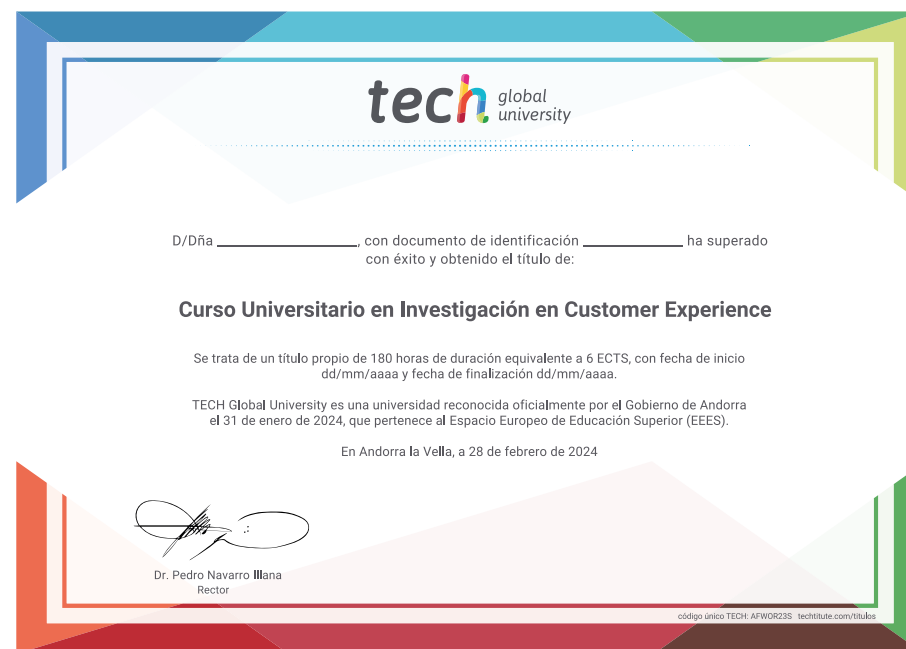 tech global university
D/Dña ____________________, con documento de identificación ______________ ha superado
con éxito y obtenido el título de:
Curso Universitario en Investigación en Customer Experience
Se trata de un título propio de 180 horas de duración equivalente a 6 ECTS, con fecha de inicio
dd/mm/aaaa y fecha de finalización dd/mm/aaaa.
TECH Global University es una universidad reconocida oficialmente por el Gobierno de Andorra
el 31 de enero de 2024, que pertenece al Espacio Europeo de Educación Superior (EEES).
En Andorra la Vella, a 28 de febrero de 2024
Dr. Pedro Navarro Illana
Rector
código único TECH: AFWOR23S techtitute.com/titulos